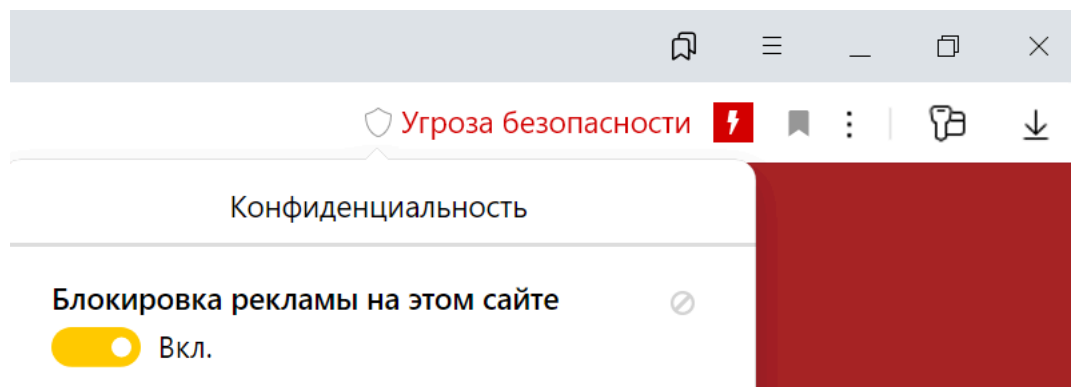 Угроза безопасности
Конфиденциальность
Блокировка рекламы на этом сайте
Вкл.